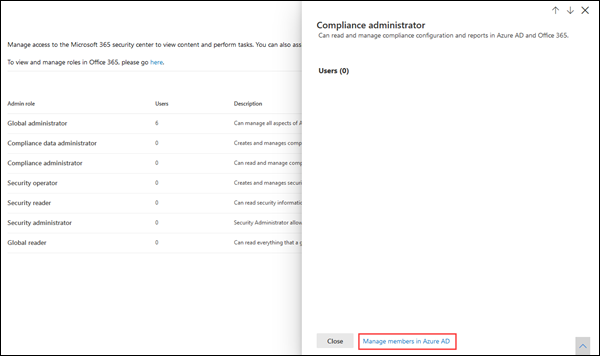 Manage access to the Microsoft 365 security center to view content and perform tasks. You can also ass
To view and manage roles in Office 365, please go here.
Admin role Users Description
Global administrator 6 Can manage all aspects of A
Compliance data administrator 0 Creates and manages comp
Compliance administrator 0 Can read and manage comp
Security operator 0 Creates and manages securi
Security reader 0 Can read security informatio
Security administrator 0 Security Administrator allow
Global reader 0 Can read everything that a g
Compliance administrator
Can read and manage compliance configuration and reports in Azure AD and Office 365.
Users (0)
Close Manage members in Azure AD